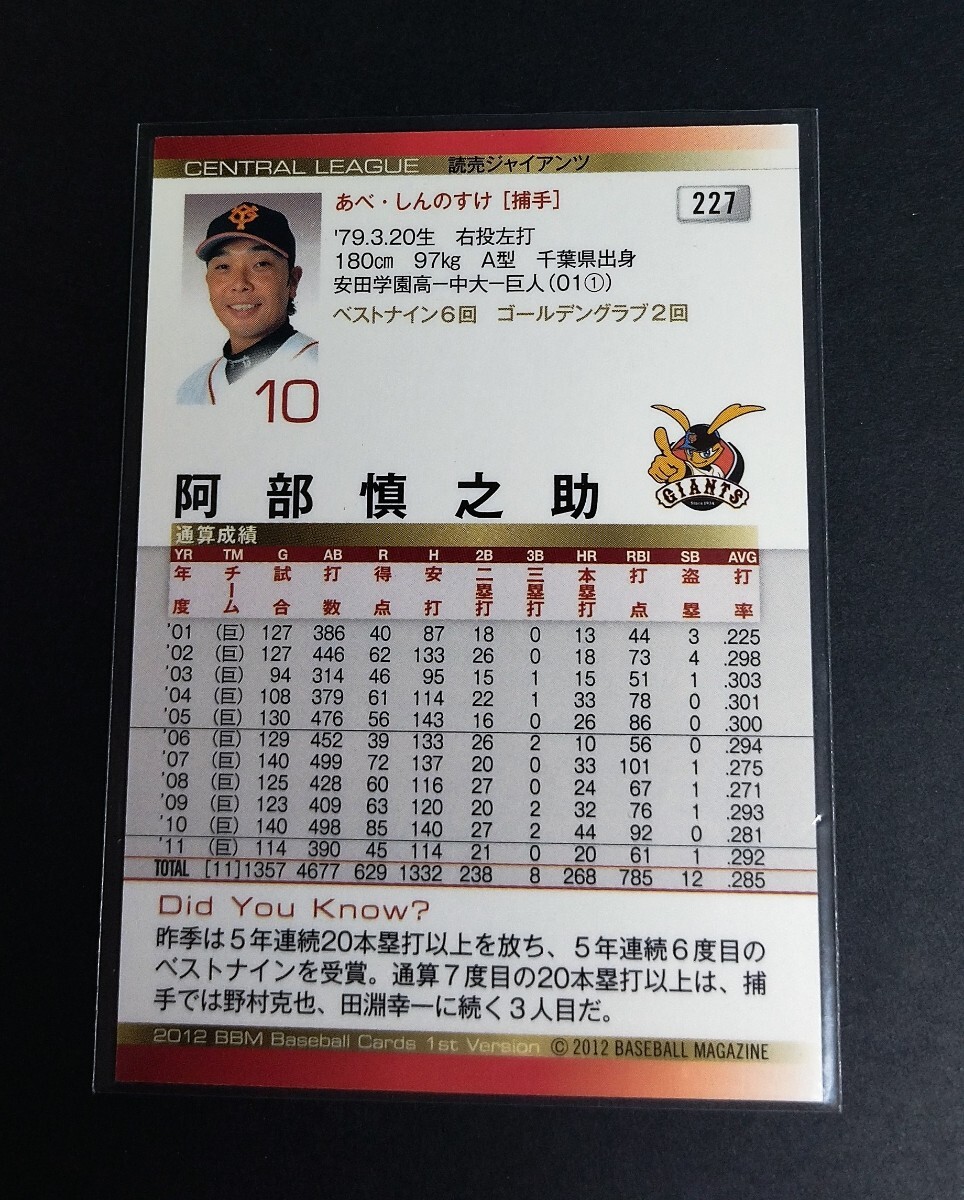 CENTRAL LEAGUE 読売ジャイアンツ
あべ・しんのすけ [捕手]
227
'79.3.20生 右投左打
180㎝ 97㎏ A型 千葉県出身
安田学園高ー中大ー巨人(01①)
ベストナイン6回 ゴールデングラブ2回
10
GIANTS
Since 1934
阿部慎之助
通算成績
YR TM G AB R H 2B 3B HR RBI SB AVG
年度 チーム 試合 打数 得点 安打 二塁打 三塁打 本塁打 打点 盗塁 打率
'01 (巨) 127 386 40 87 18 0 13 44 3 .225
'02 (巨) 127 446 62 133 26 0 18 73 4 .298
'03 (巨) 94 314 46 95 15 1 15 51 1 .303
'04 (巨) 108 379 61 114 22 1 33 78 0 .301
'05 (巨) 130 476 56 143 16 0 26 86 0 .300
'06 (巨) 129 452 39 133 26 2 10 56 0 .294
'07 (巨) 140 499 72 137 20 0 33 101 1 .275
'08 (巨) 125 428 60 116 27 0 24 67 1 .271
'09 (巨) 123 409 63 120 20 2 32 76 1 .293
'10 (巨) 140 498 85 140 27 2 44 92 0 .281
'11 (巨) 114 390 45 114 21 0 20 61 1 .292
TOTAL [11] 1357 4677 629 1332 238 8 268 785 12 .285
Did You Know?
昨季は5年連続20本塁打以上を放ち、5年連続6度目の
ベストナインを受賞。通算7度目の20本塁打以上は、捕
手では野村克也、田淵幸一に続く3人目だ。
2012 BBM Baseball Cards 1st Version © 2012 BASEBALL MAGAZINE